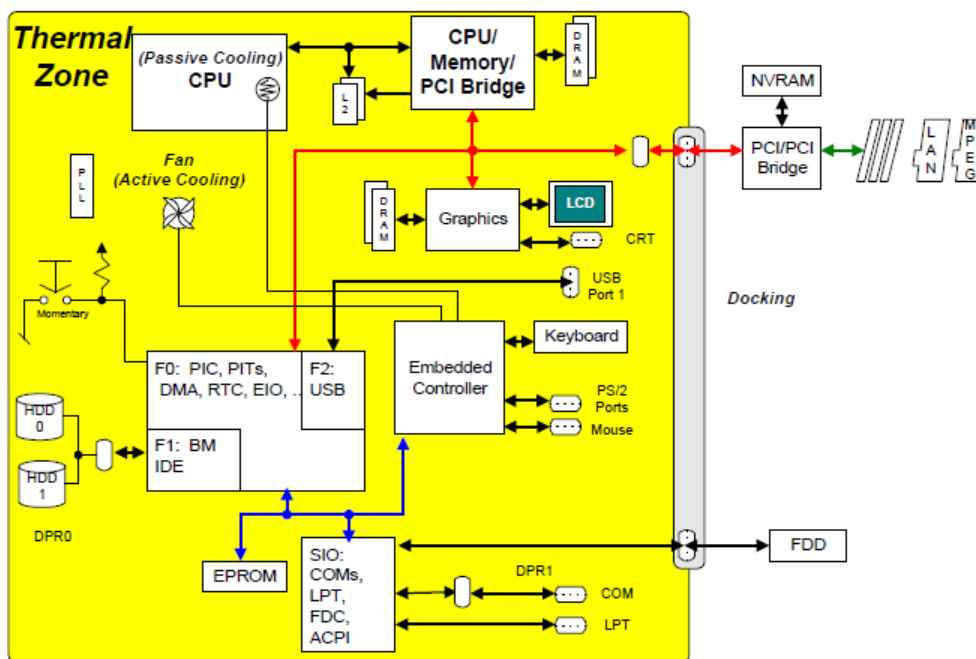 Thermal
Zone
(Passive Cooling)
CPU
CPU/
Memory/
PCI Bridge
DRAM
L2
NVRAM
PCI/PCI
Bridge
LAN
MPEG
Fan
(Active Cooling)
PLL
DRAM
Graphics
LCD
CRT
USB
Port 1
Docking
Momentary
Keyboard
Embedded
Controller
PS/2
Ports
Mouse
F0: PIC, PITs,
DMA, RTC, EIO, ..
F2:
USB
F1: BM
IDE
HDD
0
HDD
1
DPR0
EPROM
SIO:
COMs,
LPT,
FDC,
ACPI
DPR1
COM
LPT
FDD